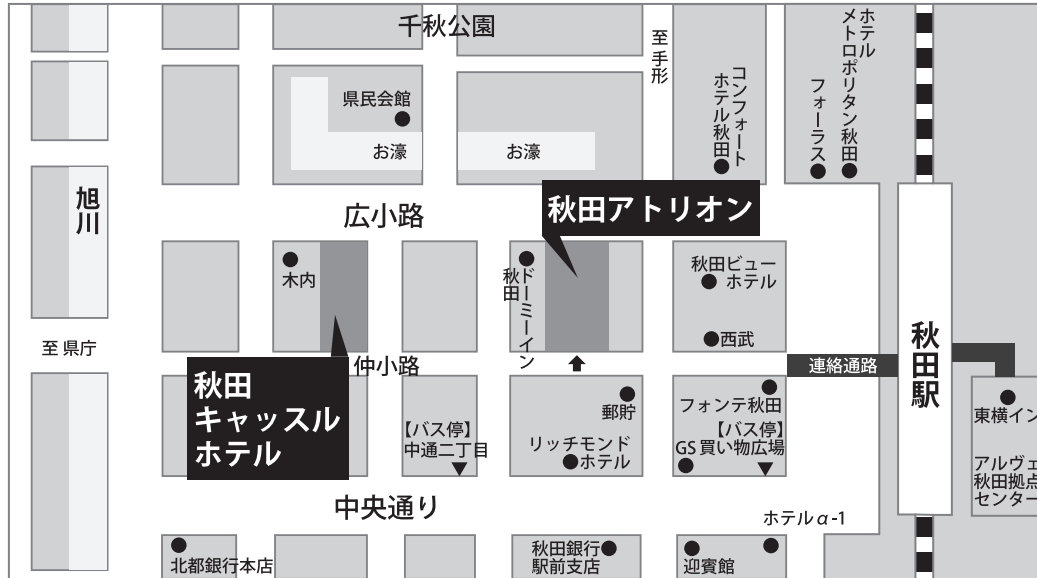 千秋公園
至手形
ホテル
メトロポリタン秋田
フォーラス
コンフォート
ホテル秋田
県民会館
お濠
お濠
旭川
広小路
秋田アトリオン
木内
ドーミーイン
秋田
秋田ビュー
ホテル
西武
至 県庁
仲小路
連絡通路
秋田駅
秋田
キャッスル
ホテル
【バス停】
中通二丁目
郵貯
リッチモンド
ホテル
フォンテ秋田
【バス停】
GS 買い物広場
東横イン
アルヴェ
秋田拠点
センター
中央通り
ホテルα-1
北都銀行本店
秋田銀行
駅前支店
迎賓館